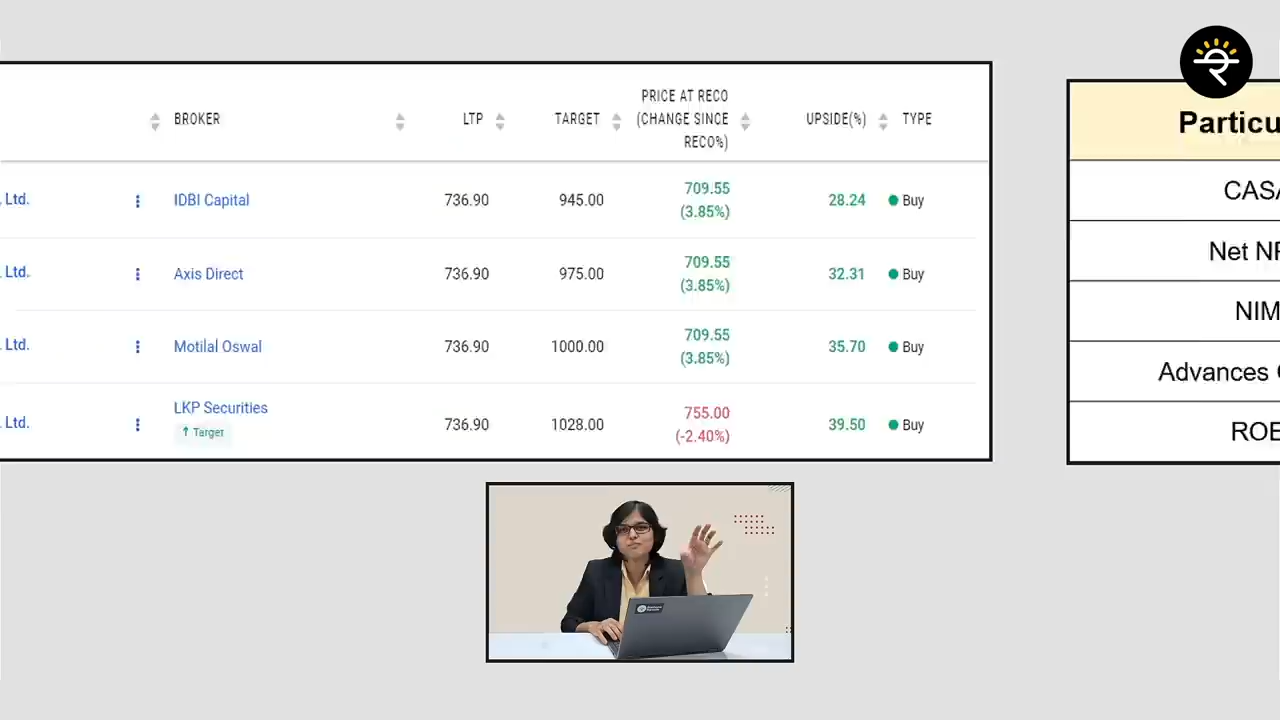 BROKER LTP TARGET PRICE AT RECO (CHANGE SINCE RECO%) UPSIDE(%) TYPE
Ltd. IDBI Capital 736.90 945.00 709.55 (3.85%) 28.24 Buy
Ltd. Axis Direct 736.90 975.00 709.55 (3.85%) 32.31 Buy
Ltd. Motilal Oswal 736.90 1000.00 709.55 (3.85%) 35.70 Buy
Ltd. LKP Securities 736.90 1028.00 755.00 (-2.40%) 39.50 Buy
↑ Target
Particu
CASA
Net NP
NIM
Advances
ROE